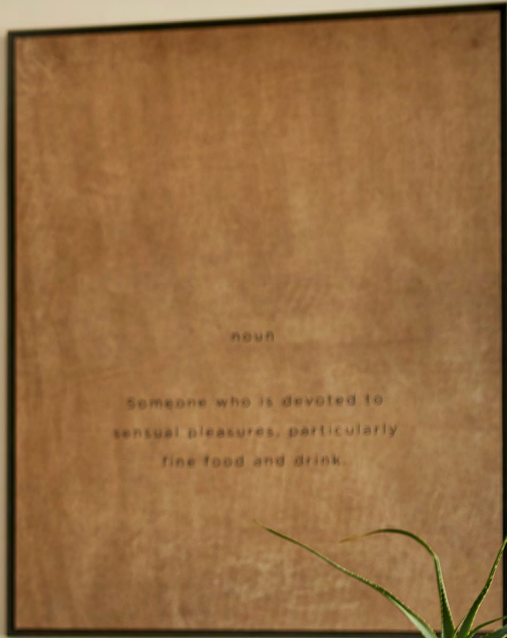 noun
Someone who is devoted to
sensual pleasures, particularly
fine food and drink.